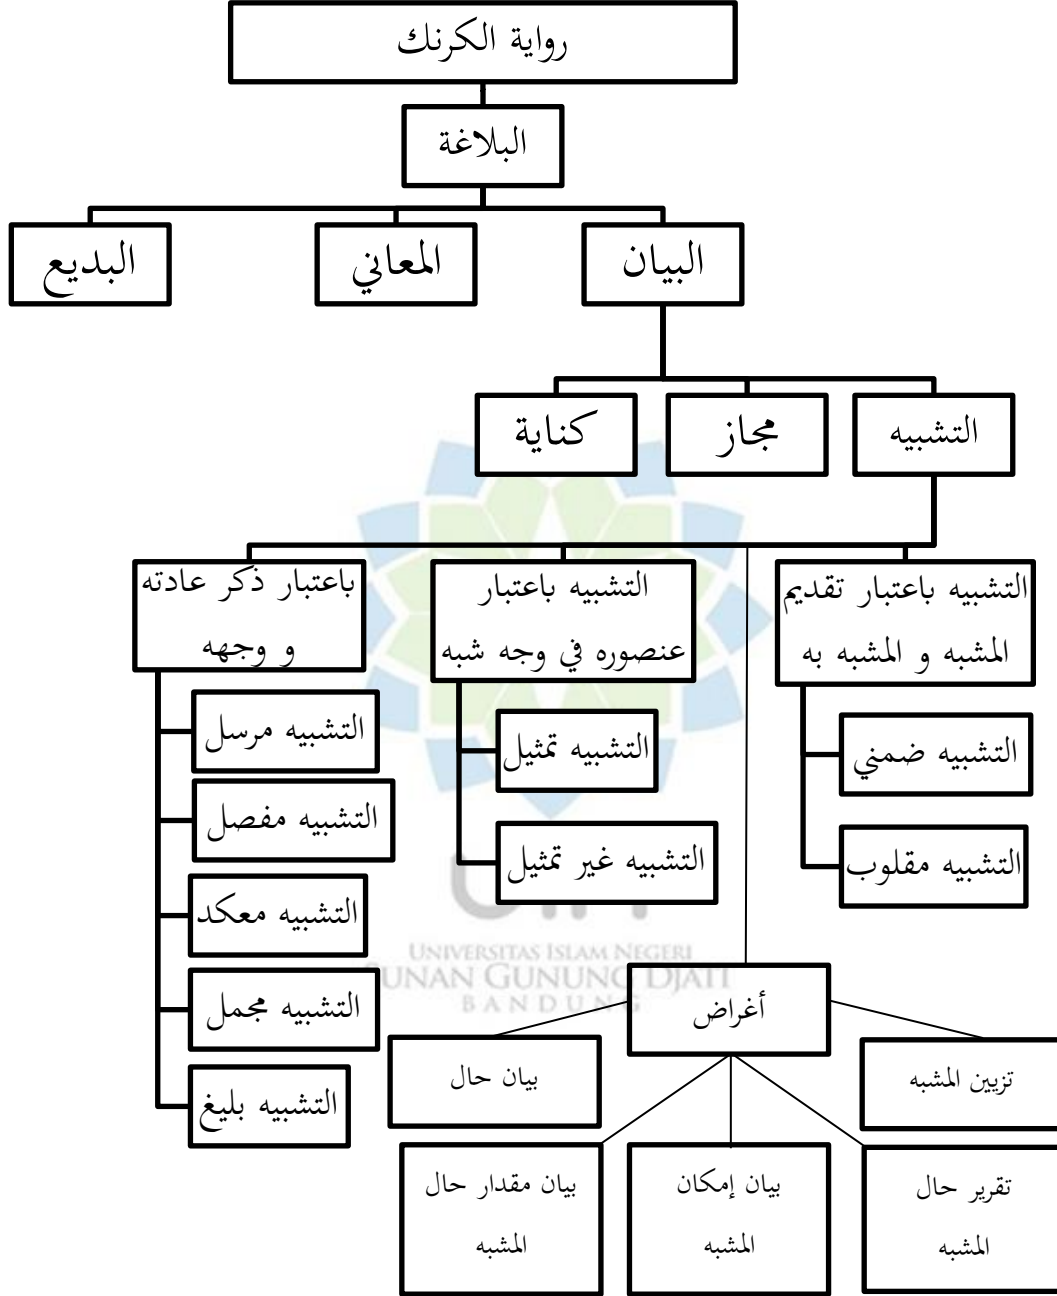 رواية الكرنك
البلاغة
البيان
المعاني
البديع
التشبيه
مجاز
كناية
التشبيه باعتبار تقديم
المشبه و المشبه به
التشبيه ضمني
التشبيه مقلوب
التشبيه باعتبار
عنصوره في وجه شبه
التشبيه تمثيل
التشبيه غير تمثيل
باعتبار ذكر عادته
و وجهه
التشبيه مرسل
التشبيه مفصل
التشبيه معكد
التشبيه مجمل
التشبيه بليغ
أغراض
تزيين المشبه
تقرير حال
المشبه
بيان إمكان
المشبه
بيان مقدار حال
المشبه
بيان حال
UNIVERSITAS ISLAM NEGERI
SUNAN GUNUNG DJATI
BANDUNG